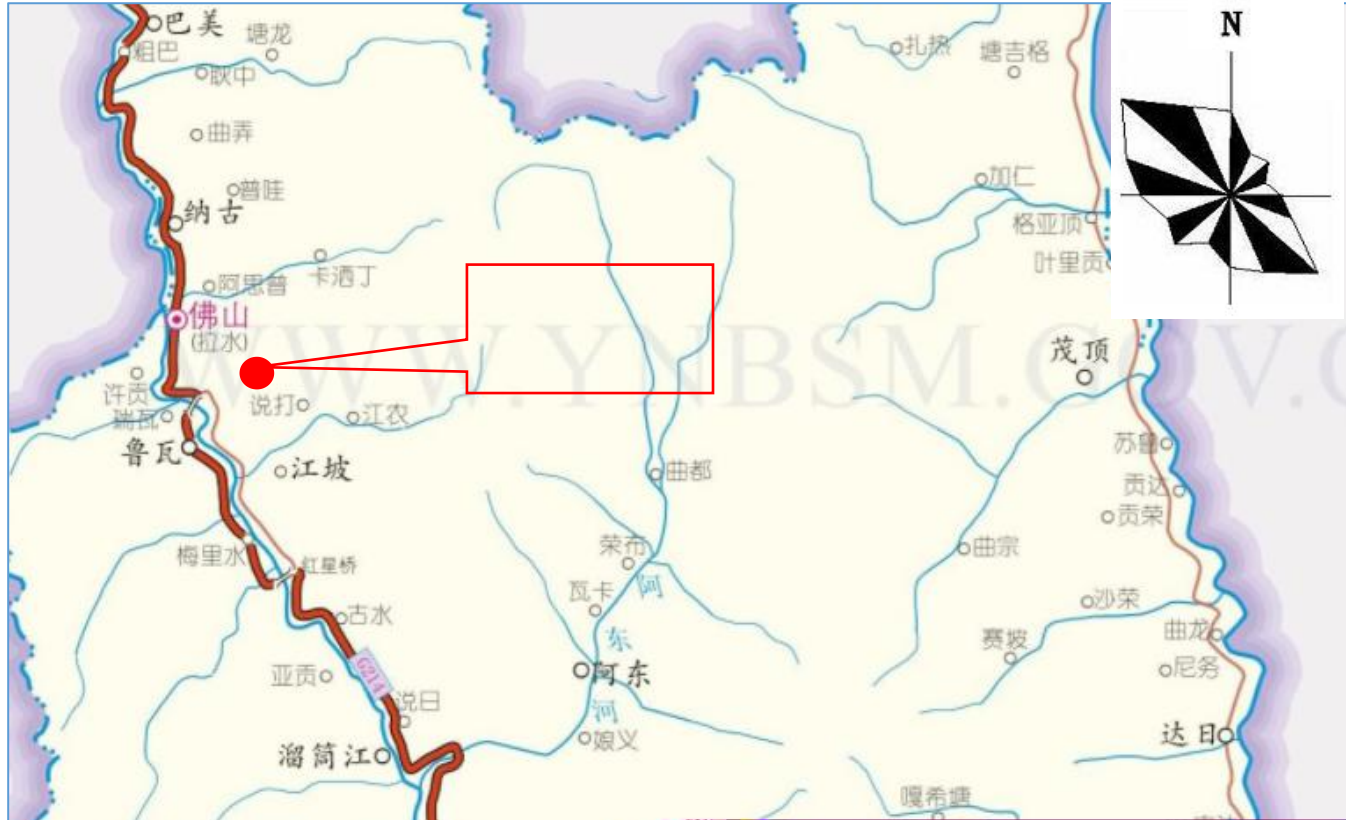 巴美
粗巴
塘龙
欧中
曲弄
普哇
纳古
卡洒丁
阿思普
佛山
(拉水)
许贡
瑞瓦
说打
江农
鲁瓦
江坡
梅里水
红星桥
古水
亚贡
G214
说日
溜筒江
曲都
荣布
瓦卡
阿东河
阿东
娘义
扎热
塘吉格
N
加仁
格亚顶
叶里贡
WWW.YNBSM.GOV.C
茂顶
苏鲁
贡达
贡荣
曲宗
沙荣
赛坡
曲龙
尼务
达日
嘎希塘